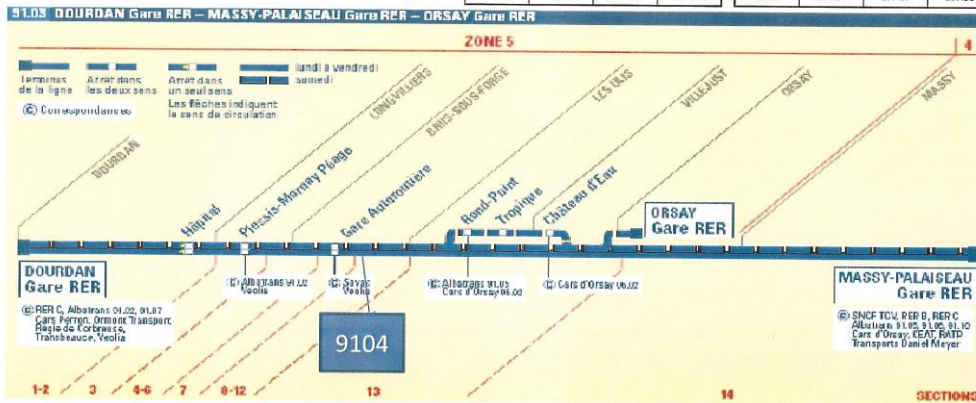 91.03 DOURDAN Gare RER – MASSY-PALAISEAU Gare RER – ORSAY Gare RER
ZONE 5
4
Terminus
de la ligne
Arrêt dans
les deux sens
Arrêt dans
un seul sens
Les flèches indiquent
le sens de circulation
lundi à vendredi
samedi
© Correspondances
DOURDAN
LONGVILLIERS
BRIIS-SOUS-FORGE
LES ULIS
VILLEJUST
ORSAY
MASSY
Hôpital
Plessis-Mornay Péage
Gare Autoroutière
Rond-Point
Tropique
Château d'Eau
ORSAY
Gare RER
DOURDAN
Gare RER
© RER C, Albatrans 91.02, 91.07
Cars Perron, Ormont Transport
Régie de Corbreuse,
Transbeauce, Veolia
© Albatrans 91.02
Veolia
© Savac
Veolia
© Albatrans 91.05
Cars d'Orsay 06.02
© Cars d'Orsay 06.02
MASSY-PALAISEAU
Gare RER
© SNCF TGV, RER B, RER C
Albatrans 91.05, 91.06, 91.10
Cars d'Orsay, CEAT, RATP
Transports Daniel Meyer
9104
1-2
3
4-6
7
8-12
13
14
SECTIONS